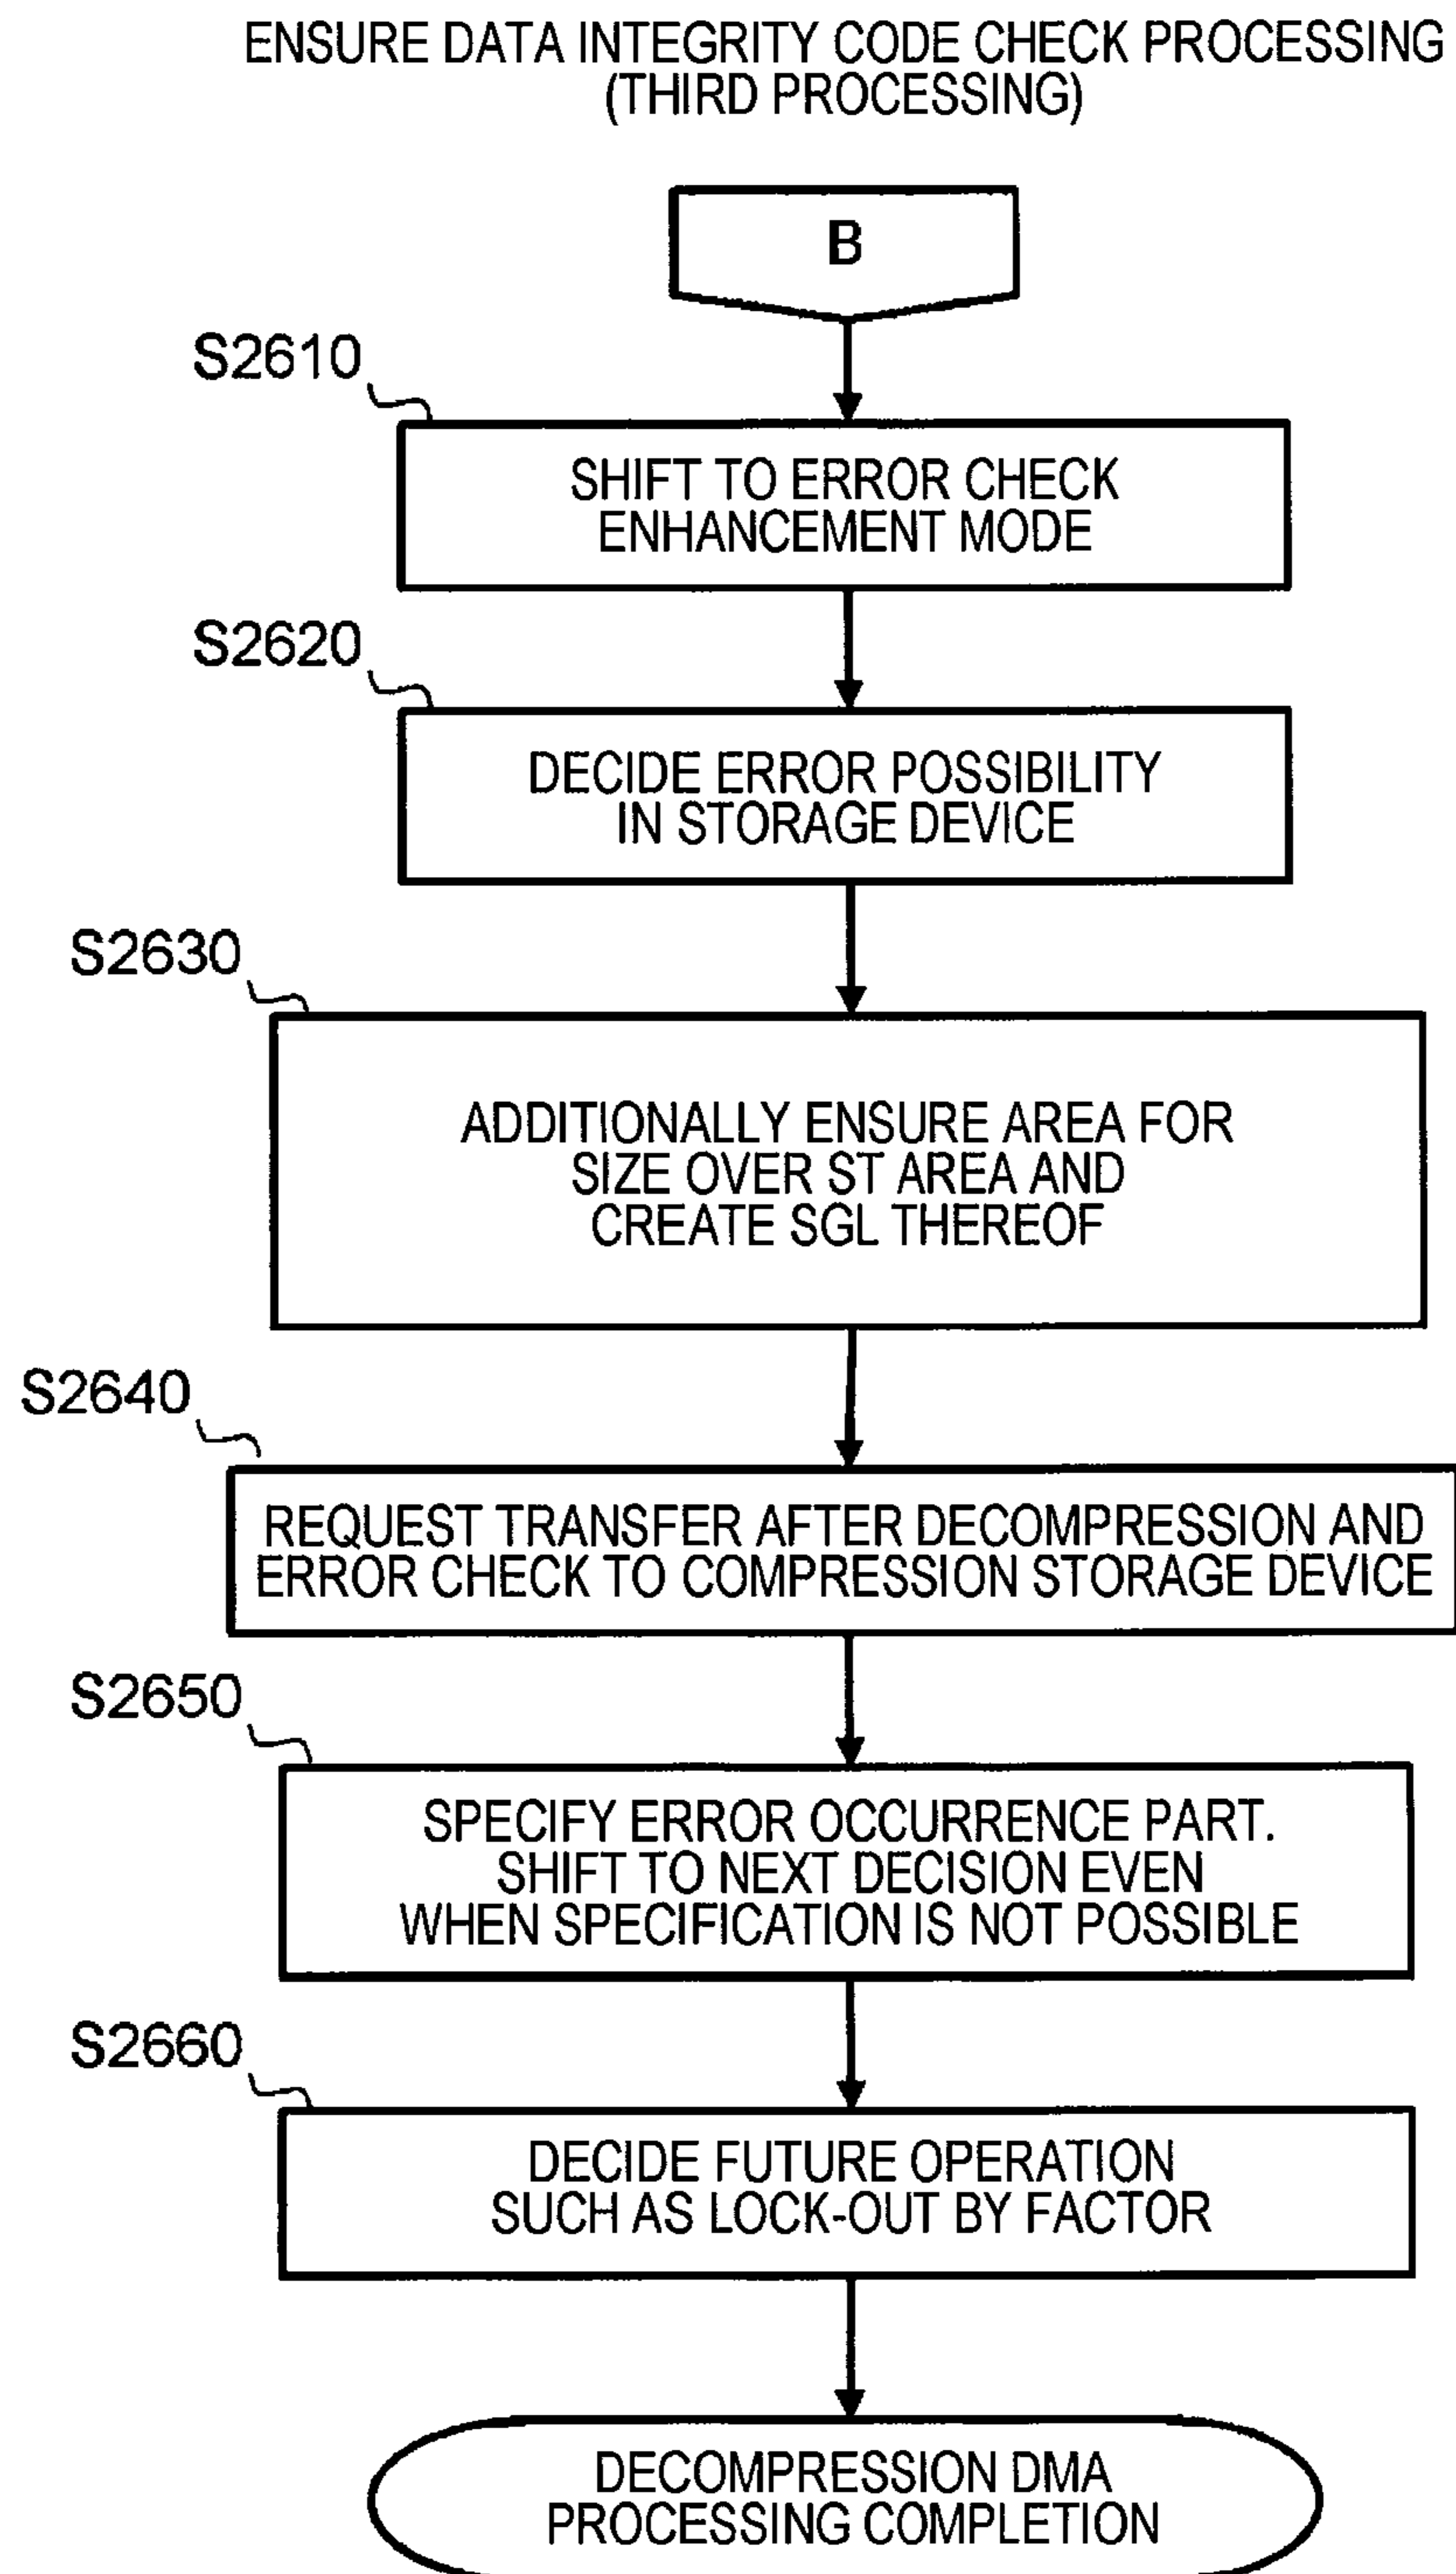 ENSURE DATA INTEGRITY CODE CHECK PROCESSING
(THIRD PROCESSING)
B
S2610
SHIFT TO ERROR CHECK
ENHANCEMENT MODE
S2620
DECIDE ERROR POSSIBILITY
IN STORAGE DEVICE
S2630
ADDITIONALLY ENSURE AREA FOR
SIZE OVER ST AREA AND
CREATE SGL THEREOF
S2640
REQUEST TRANSFER AFTER DECOMPRESSION AND
ERROR CHECK TO COMPRESSION STORAGE DEVICE
S2650
SPECIFY ERROR OCCURRENCE PART.
SHIFT TO NEXT DECISION EVEN
WHEN SPECIFICATION IS NOT POSSIBLE
S2660
DECIDE FUTURE OPERATION
SUCH AS LOCK-OUT BY FACTOR
DECOMPRESSION DMA
PROCESSING COMPLETION